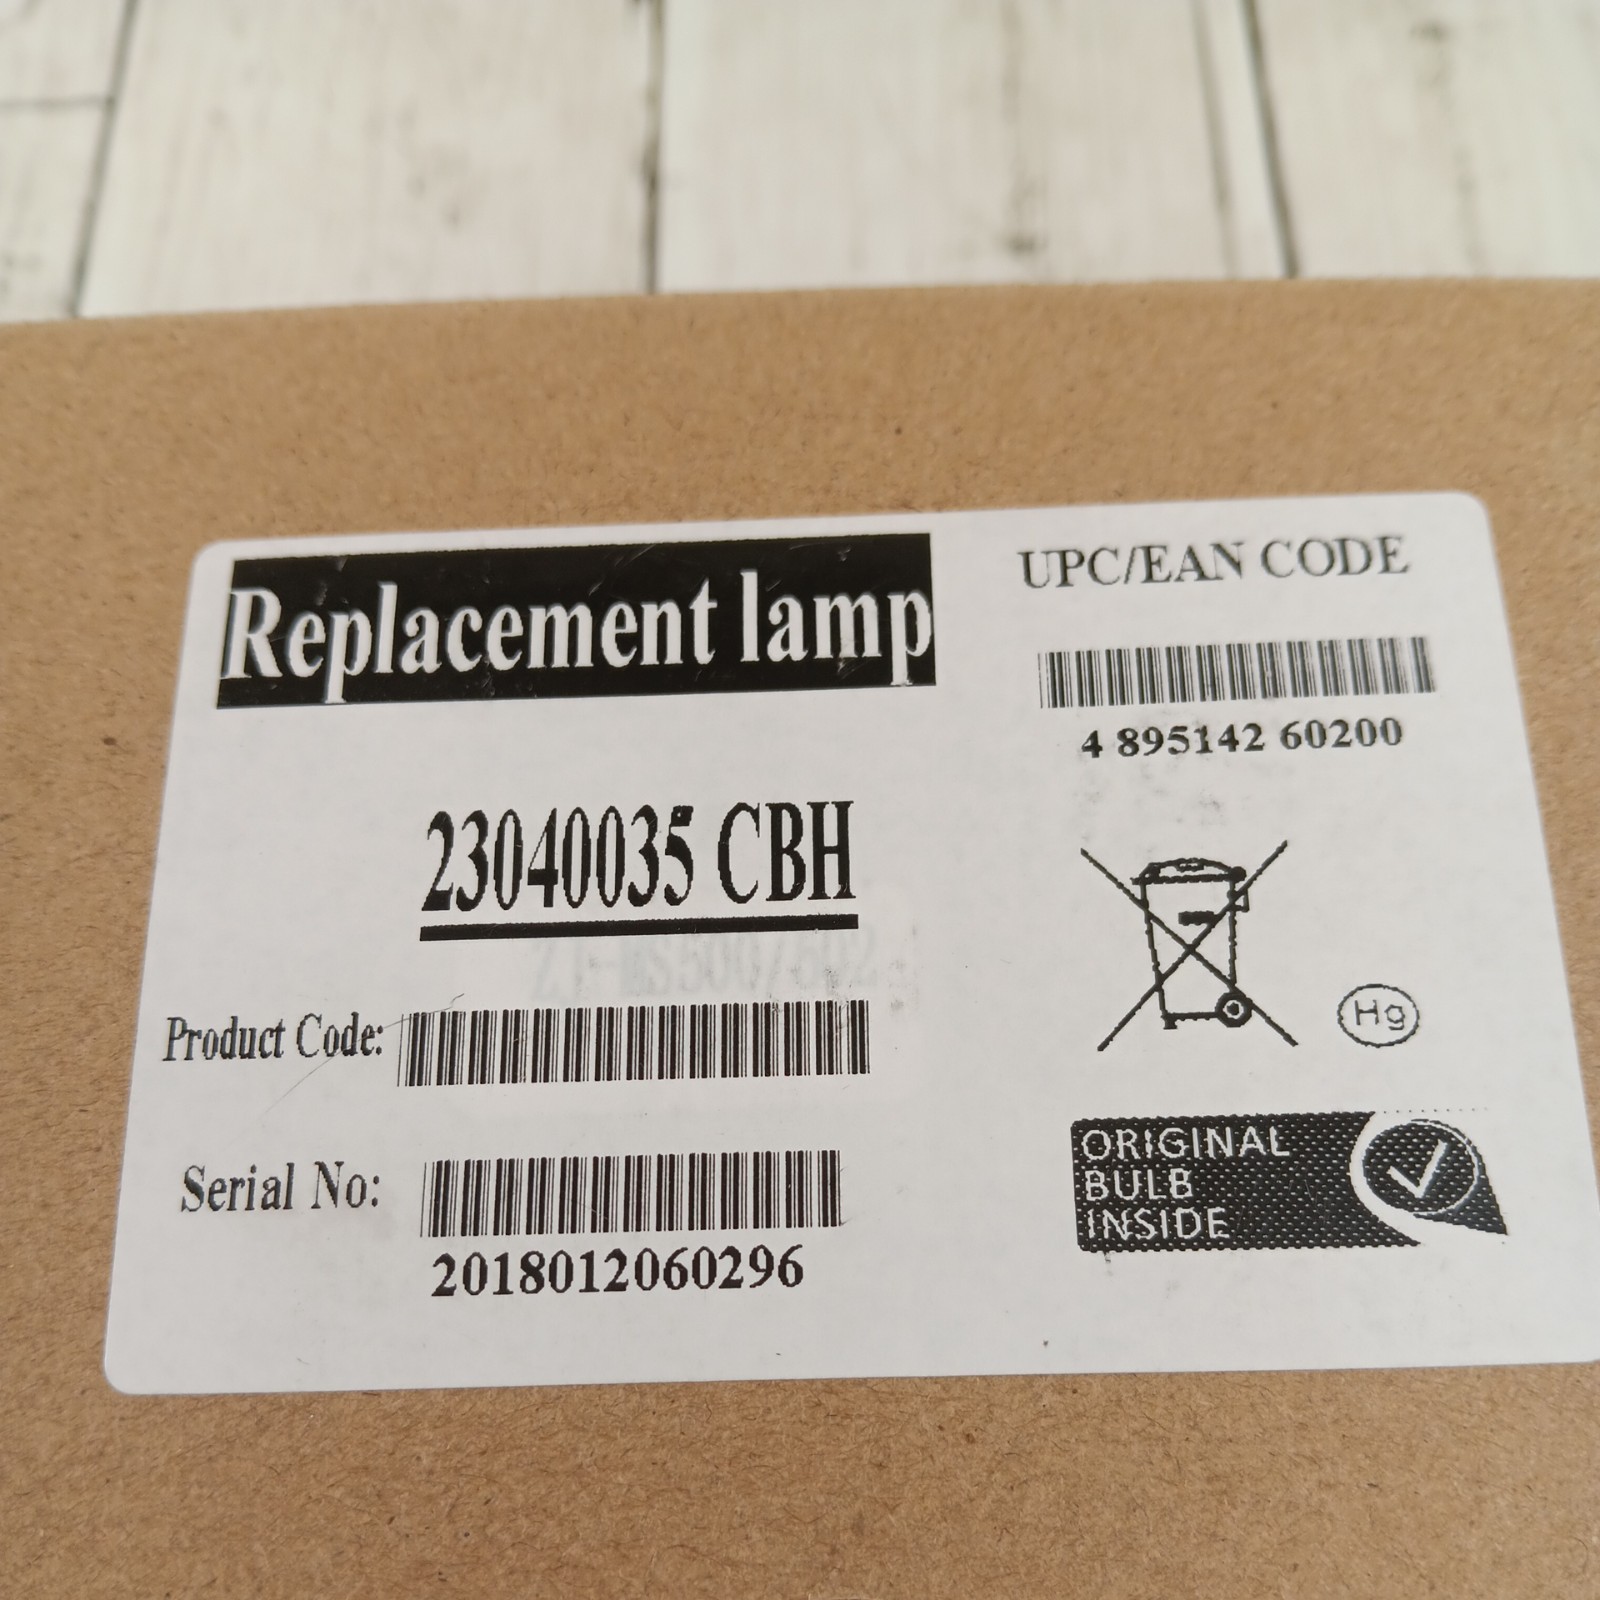 Replacement lamp
UPC/EAN CODE
4 895142 60200
23040035 CBH
Product Code:
Serial No:
2018012060296
Hg
ORIGINAL
BULB
INSIDE